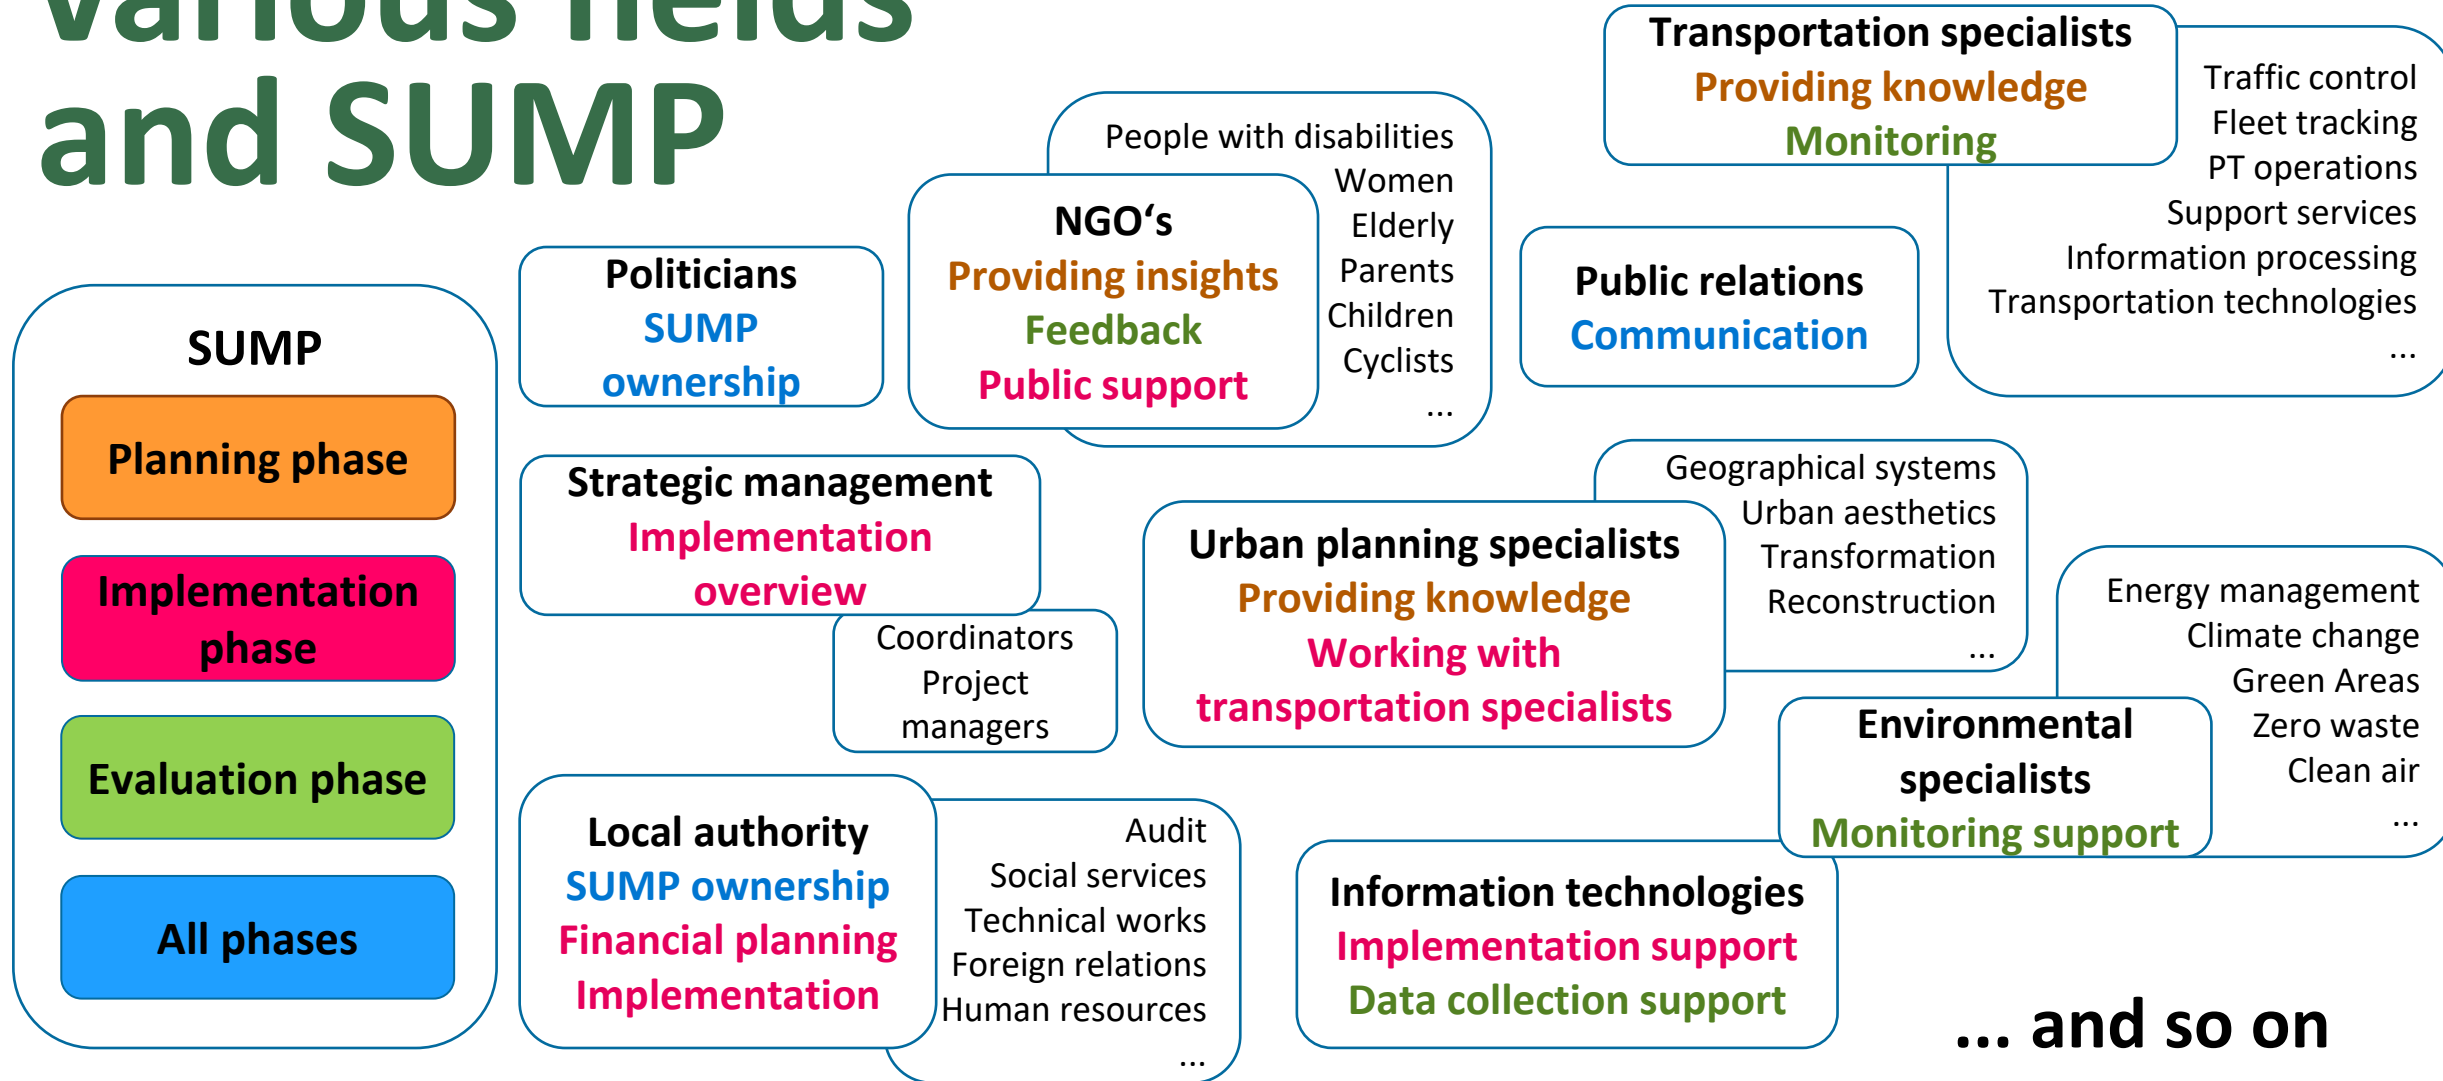 various fields
and SUMP
SUMP
Planning phase
Implementation
phase
Evaluation phase
All phases
Politicians
SUMP
ownership
NGO‘s
Providing insights
Feedback
Public support
People with disabilities
Women
Elderly
Parents
Children
Cyclists
...
Public relations
Communication
Transportation specialists
Providing knowledge
Monitoring
Traffic control
Fleet tracking
PT operations
Support services
Information processing
Transportation technologies
...
Strategic management
Implementation
overview
Coordinators
Project
managers
Urban planning specialists
Providing knowledge
Working with
transportation specialists
Geographical systems
Urban aesthetics
Transformation
Reconstruction
...
Environmental
specialists
Monitoring support
Energy management
Climate change
Green Areas
Zero waste
Clean air
...
Local authority
SUMP ownership
Financial planning
Implementation
Audit
Social services
Technical works
Foreign relations
Human resources
...
Information technologies
Implementation support
Data collection support
... and so on